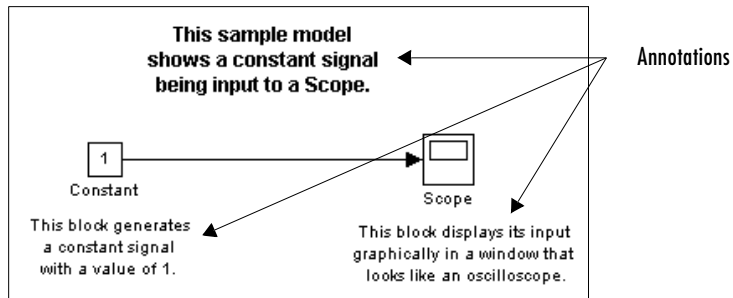 This sample model
shows a constant signal
being input to a Scope.
Annotations
1
Constant
Scope
This block generates
a constant signal
with a value of 1.
This block displays its input
graphically in a window that
looks like an oscilloscope.